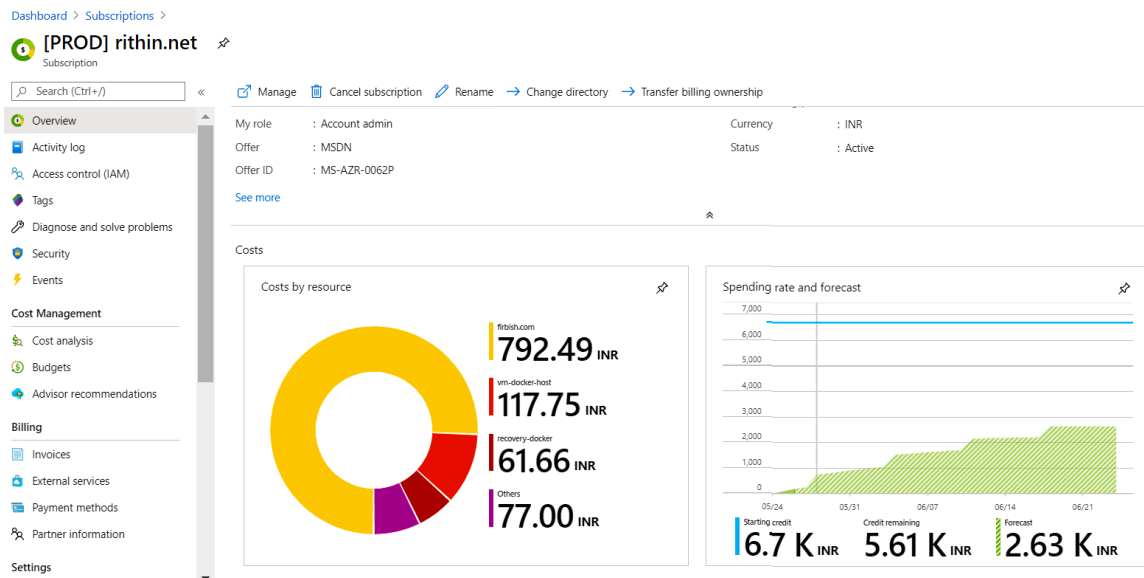 Dashboard > Subscriptions >
[PROD] rithin.net
Subscription
Search (Ctrl+/)
«
Overview
Activity log
Access control (IAM)
Tags
Diagnose and solve problems
Security
Events
Cost Management
Cost analysis
Budgets
Advisor recommendations
Billing
Invoices
External services
Payment methods
Partner information
Settings
Manage Cancel subscription Rename Change directory Transfer billing ownership
My role : Account admin
Offer : MSDN
Offer ID : MS-AZR-0062P
See more
Currency : INR
Status : Active
Costs
Costs by resource
firbish.com
792.49 INR
vm-docker-host
117.75 INR
recovery-docker
61.66 INR
Others
77.00 INR
Spending rate and forecast
7,000
6,000
5,000
4,000
3,000
2,000
1,000
0
05/24 05/31 06/07 06/14 06/21
Starting credit
6.7 K INR
Credit remaining
5.61 K INR
Forecast
2.63 K INR